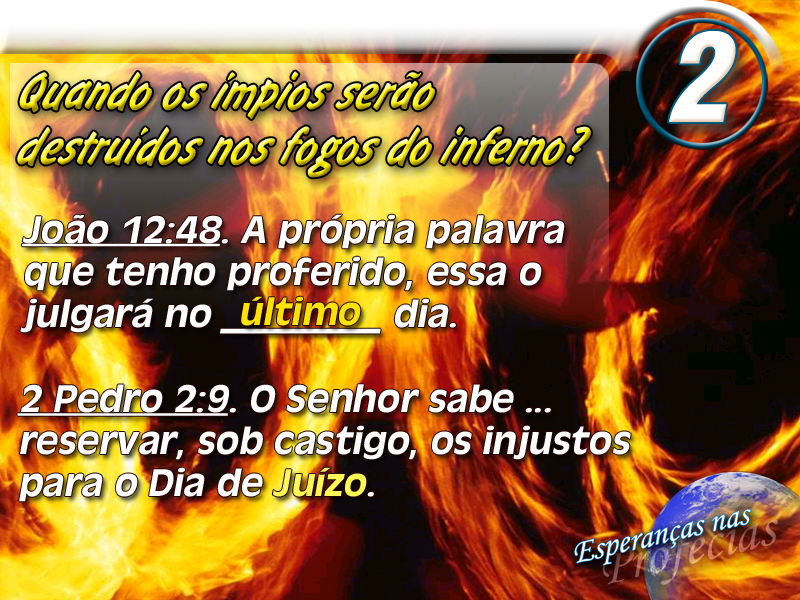 2
Quando os ímpios serão
destruídos nos fogos do inferno?
João 12:48. A própria palavra
que tenho proferido, essa o
julgará no último dia.
2 Pedro 2:9. O Senhor sabe ...
reservar, sob castigo, os injustos
para o Dia de Juízo.
Esperanças nas
Profecias